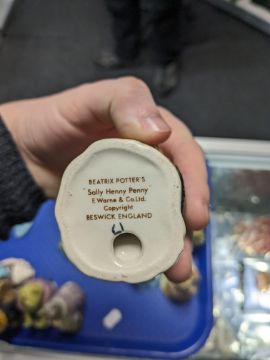 BEATRIX POTTER'S
Sally Henny Penny
F. Warne & Co. Ltd.
Copyright
BESWICK ENGLAND